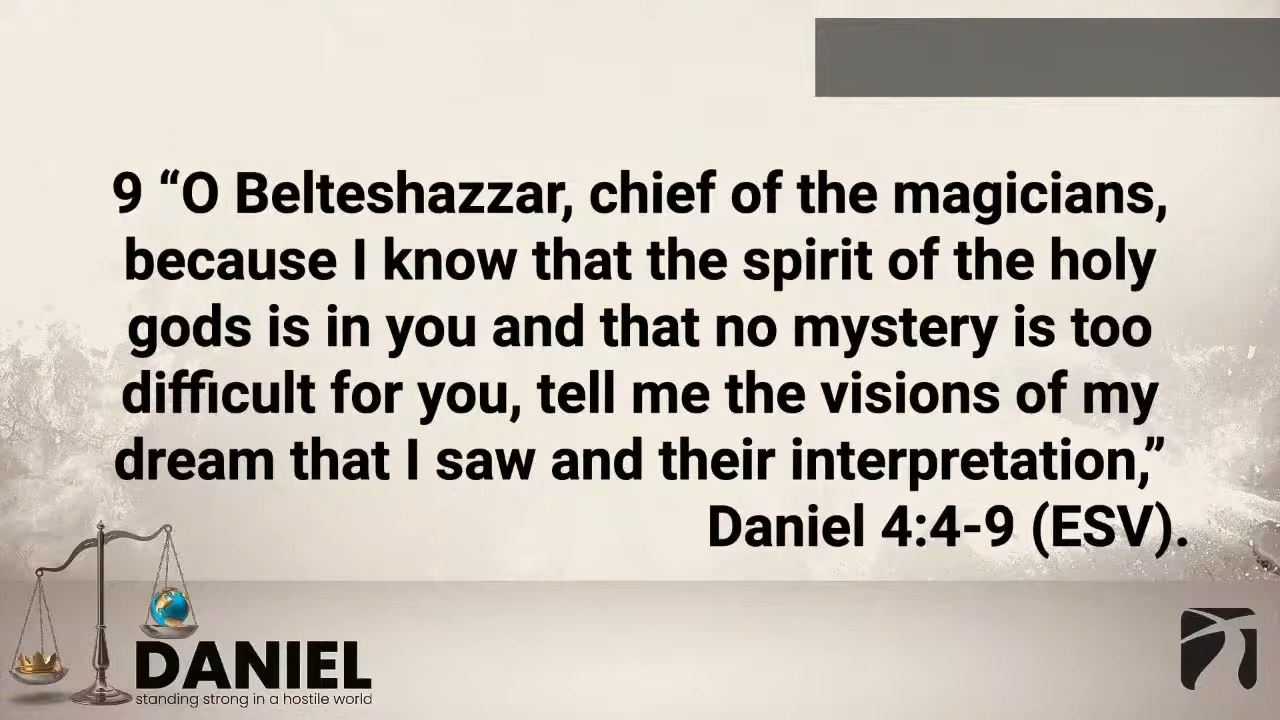 9 “O Belteshazzar, chief of the magicians,
because I know that the spirit of the holy
gods is in you and that no mystery is too
difficult for you, tell me the visions of my
dream that I saw and their interpretation,”
Daniel 4:4-9 (ESV).
DANIEL
standing strong in a hostile world